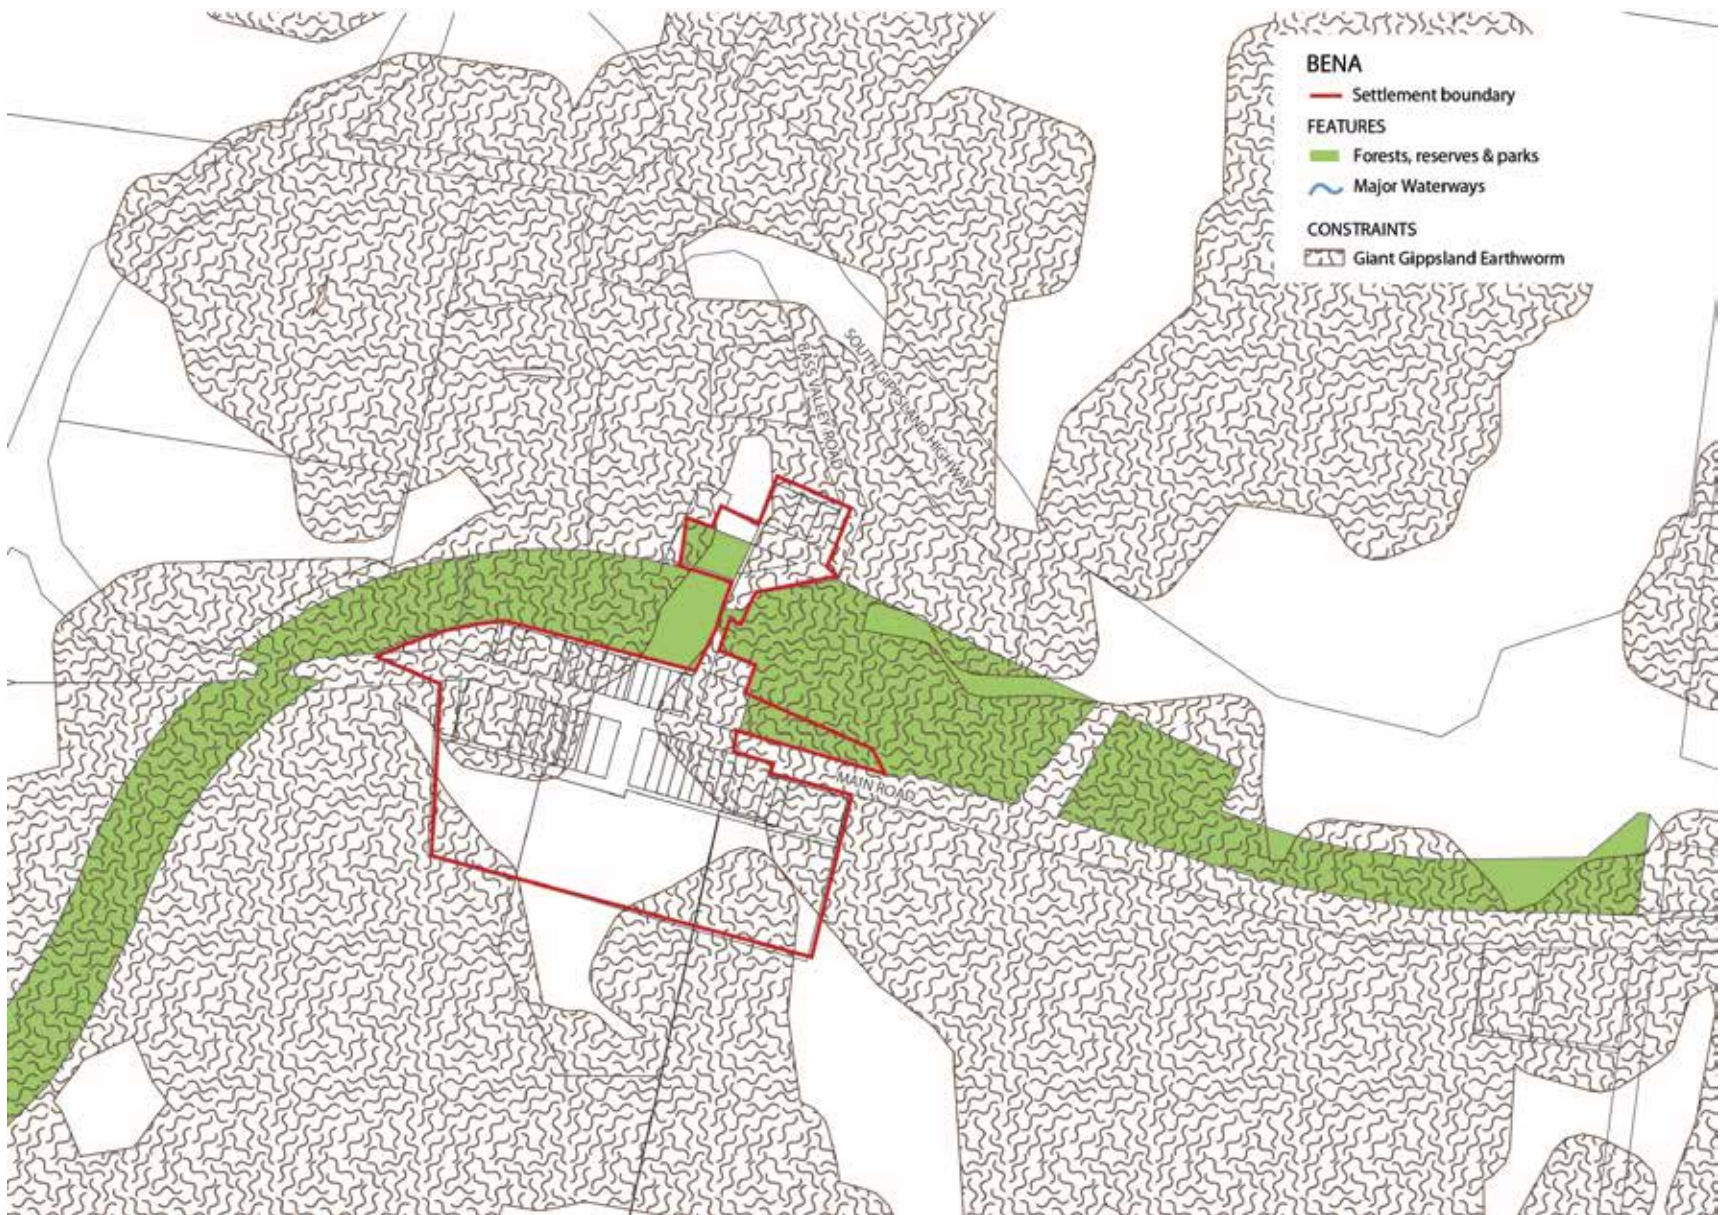 BENA
Settlement boundary
FEATURES
Forests, reserves & parks
Major Waterways
CONSTRAINTS
Giant Gippsland Earthworm
SOUTH GIPPSLAND HIGHWAY
BASS VALLEY ROAD
MAIN ROAD